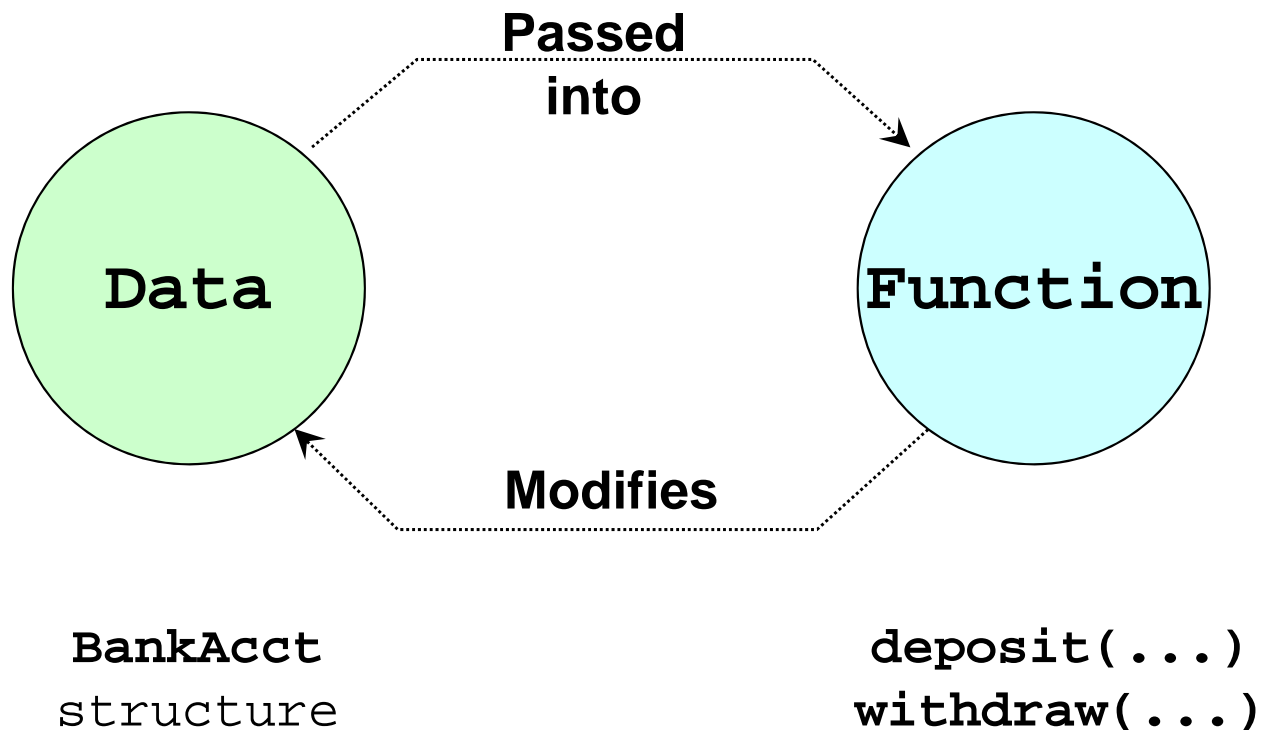 Passed
into
Data
Function
Modifies
BankAcct
structure
deposit(...)
withdraw(...)